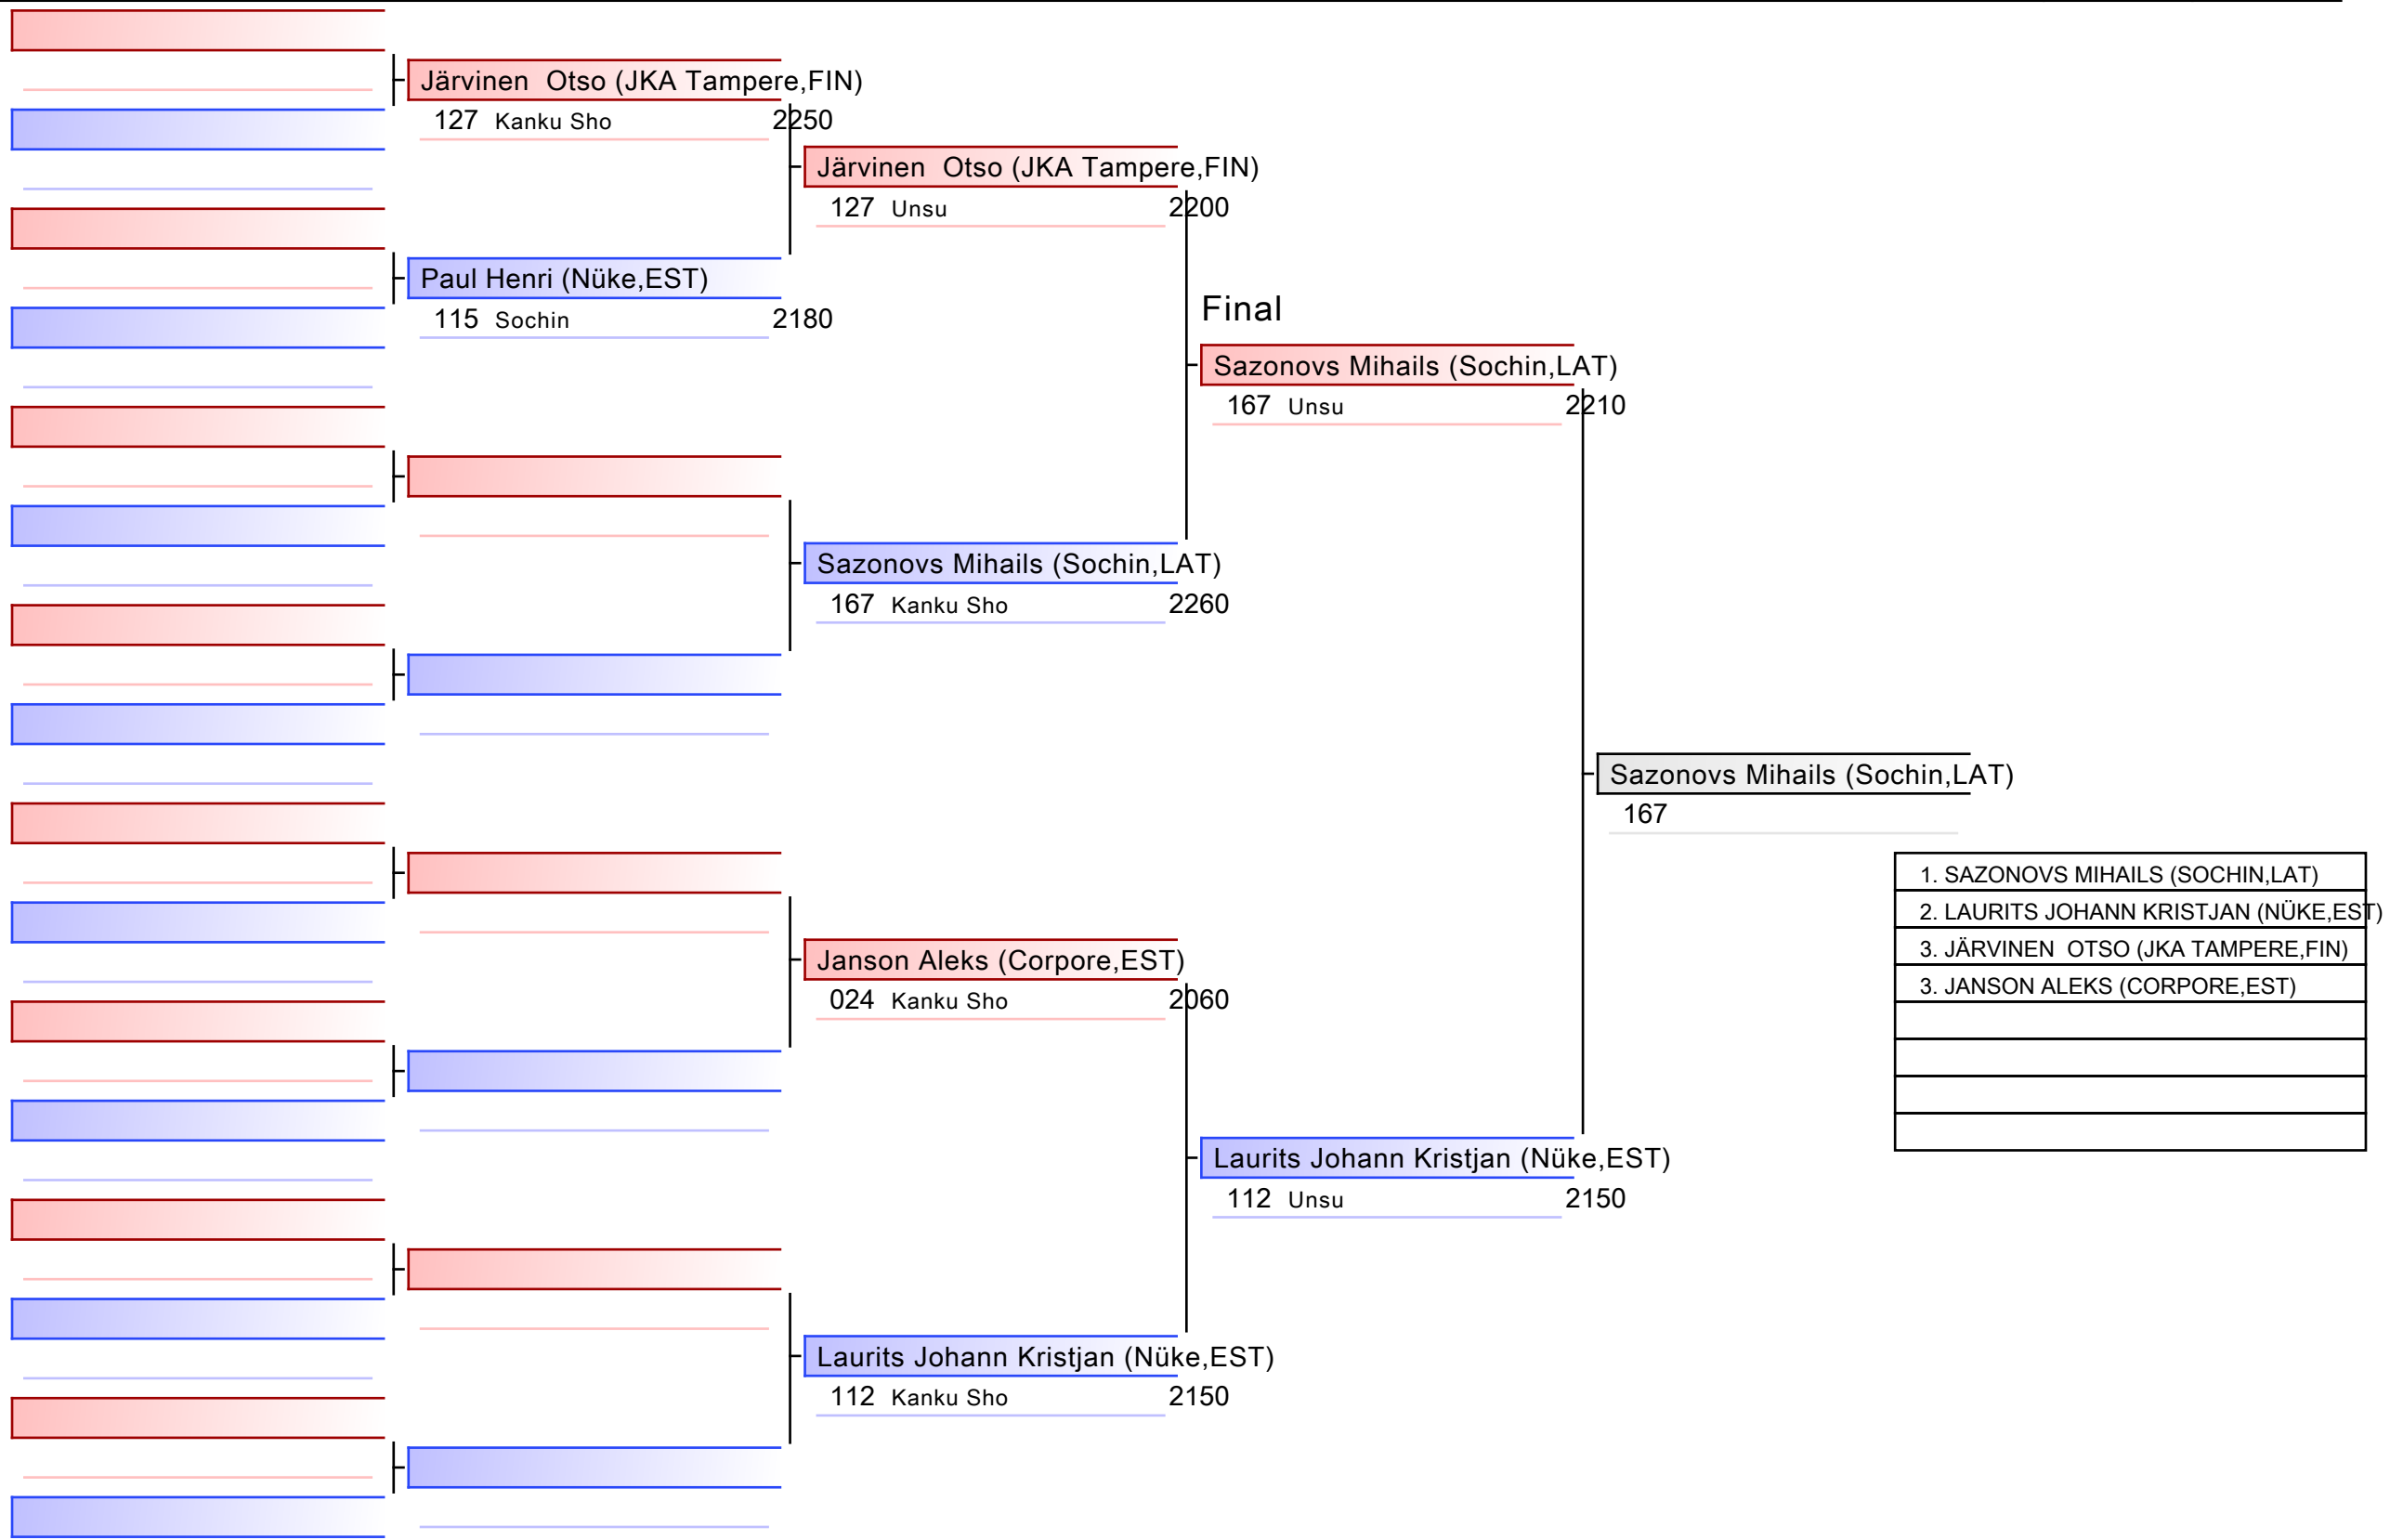 Järvinen  Otso (JKA Tampere,FIN)
127 Kanku Sho 2250
Paul Henri (Nüke,EST)
115 Sochin 2180
Järvinen  Otso (JKA Tampere,FIN)
127 Unsu 2200
Sazonovs Mihails (Sochin,LAT)
167 Kanku Sho 2260
Janson Aleks (Corpore,EST)
024 Kanku Sho 2060
Laurits Johann Kristjan (Nüke,EST)
112 Kanku Sho 2150
Final
Sazonovs Mihails (Sochin,LAT)
167 Unsu 2210
Laurits Johann Kristjan (Nüke,EST)
112 Unsu 2150
Sazonovs Mihails (Sochin,LAT)
167
1. SAZONOVS MIHAILS (SOCHIN,LAT)
2. LAURITS JOHANN KRISTJAN (NÜKE,EST)
3. JÄRVINEN  OTSO (JKA TAMPERE,FIN)
3. JANSON ALEKS (CORPORE,EST)